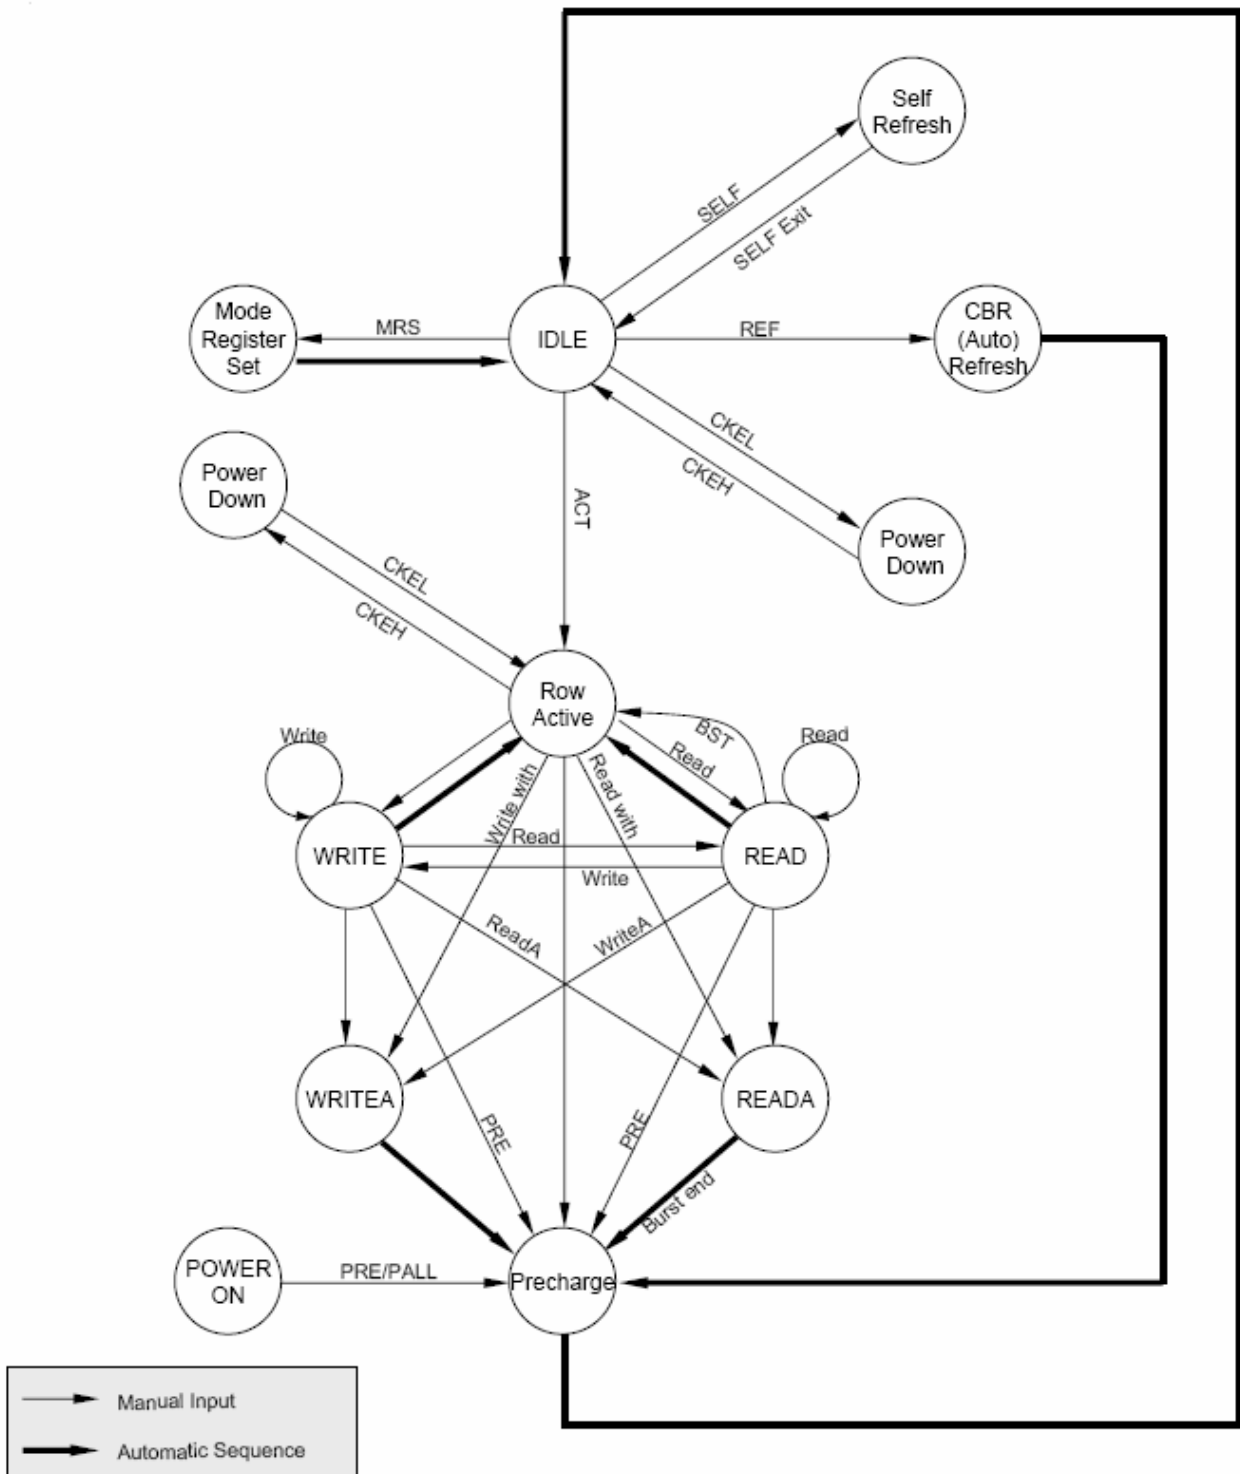 Self
Refresh
SELF
SELF Exit
Mode
Register
Set
MRS
IDLE
REF
CBR
(Auto)
Refresh
CKEL
CKEH
Power
Down
ACT
Power
Down
CKEL
CKEH
Row
Active
BST
Read
Write
Read
Write with
Read with
WRITE
Read
READ
Write
ReadA
WriteA
WRITEA
READA
PRE
PRE
Burst end
POWER
ON
PRE/PALL
Precharge
Manual Input
Automatic Sequence